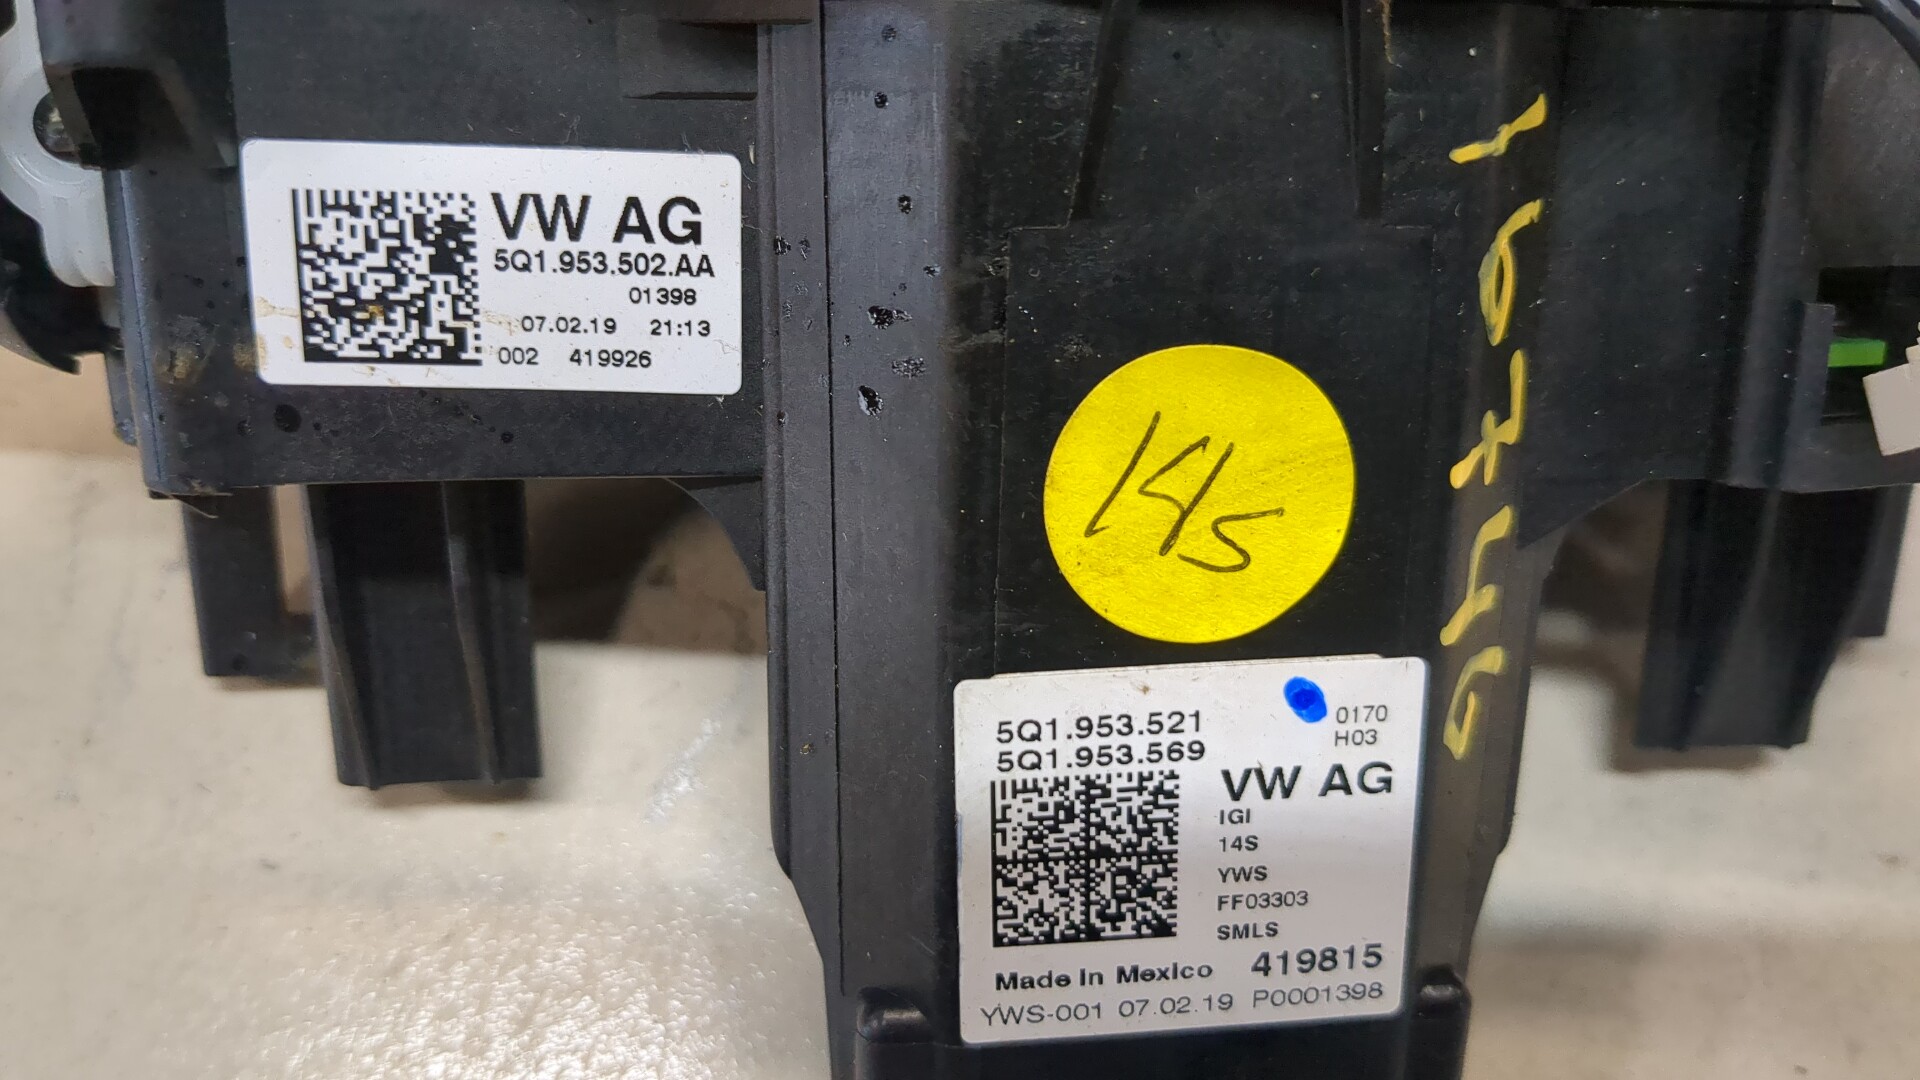 VW AG
5Q1.953.502.AA
01398
07.02.19 21:13
002 419926
14s
5Q1.953.521
5Q1.953.569
0170
H03
VW AG
IGI
14S
YWS
FF03303
SMLS
Made In Mexico 419815
YWS-001 07.02.19 P0001398